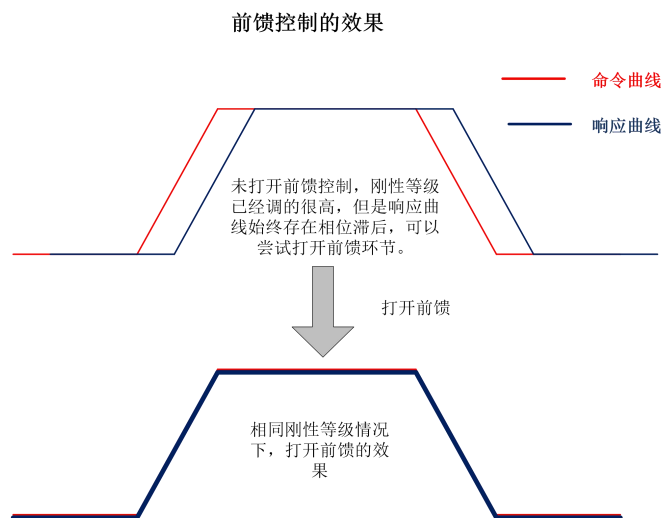 前馈控制的效果
命令曲线
响应曲线
未打开前馈控制，刚性等级
已经调的很高，但是响应曲
线始终存在相位滞后，可以
尝试打开前馈环节。
打开前馈
相同刚性等级情况
下，打开前馈的效
果